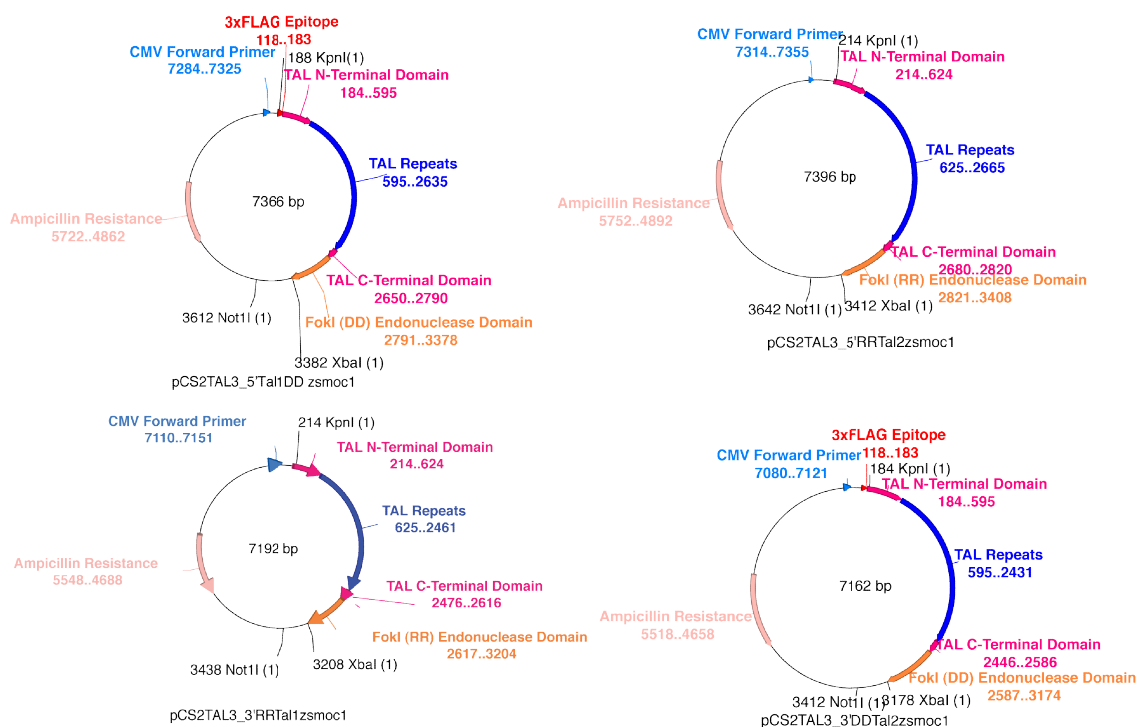 3xFLAG Epitope
118..183
CMV Forward Primer
7284..7325
188 KpnI(1)
TAL N-Terminal Domain
184..595
TAL Repeats
595..2635
7366 bp
Ampicillin Resistance
5722..4862
TAL C-Terminal Domain
2650..2790
3612 Not1I (1)
FokI (DD) Endonuclease Domain
2791..3378
3382 XbaI (1)
pCS2TAL3_5'Tal1DD zsmoc1
CMV Forward Primer
7314..7355
214 KpnI (1)
TAL N-Terminal Domain
214..624
TAL Repeats
625..2665
7396 bp
Ampicillin Resistance
5752..4892
TAL C-Terminal Domain
2680..2820
FokI (RR) Endonuclease Domain
2821..3408
3642 Not1I (1)
3412 XbaI (1)
pCS2TAL3_5'RRTal2zsmoc1
CMV Forward Primer
7110..7151
214 KpnI (1)
TAL N-Terminal Domain
214..624
TAL Repeats
625..2461
7192 bp
Ampicillin Resistance
5548..4688
TAL C-Terminal Domain
2476..2616
FokI (RR) Endonuclease Domain
2617..3204
3438 Not1I (1)
3208 XbaI (1)
pCS2TAL3_3'RRTal1zsmoc1
3xFLAG Epitope
118..183
CMV Forward Primer
7080..7121
184 KpnI (1)
TAL N-Terminal Domain
184..595
TAL Repeats
595..2431
7162 bp
Ampicillin Resistance
5518..4658
TAL C-Terminal Domain
2446..2586
FokI (DD) Endonuclease Domain
2587..3174
3412 Not1I (1)
3178 XbaI (1)
pCS2TAL3_3'DDTal2zsmoc1